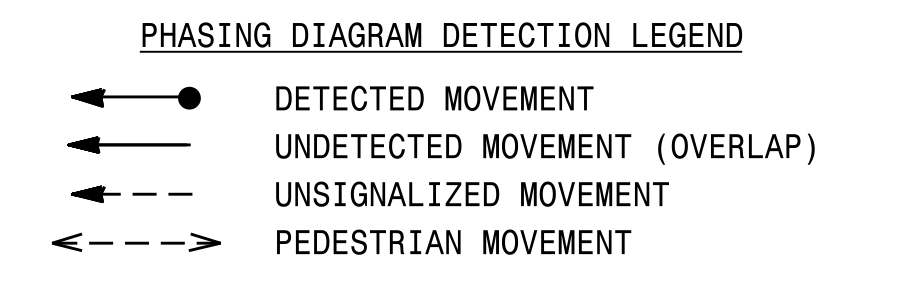 PHASING DIAGRAM DETECTION LEGEND
DETECTED MOVEMENT
UNDETECTED MOVEMENT (OVERLAP)
UNSIGNALIZED MOVEMENT
PEDESTRIAN MOVEMENT